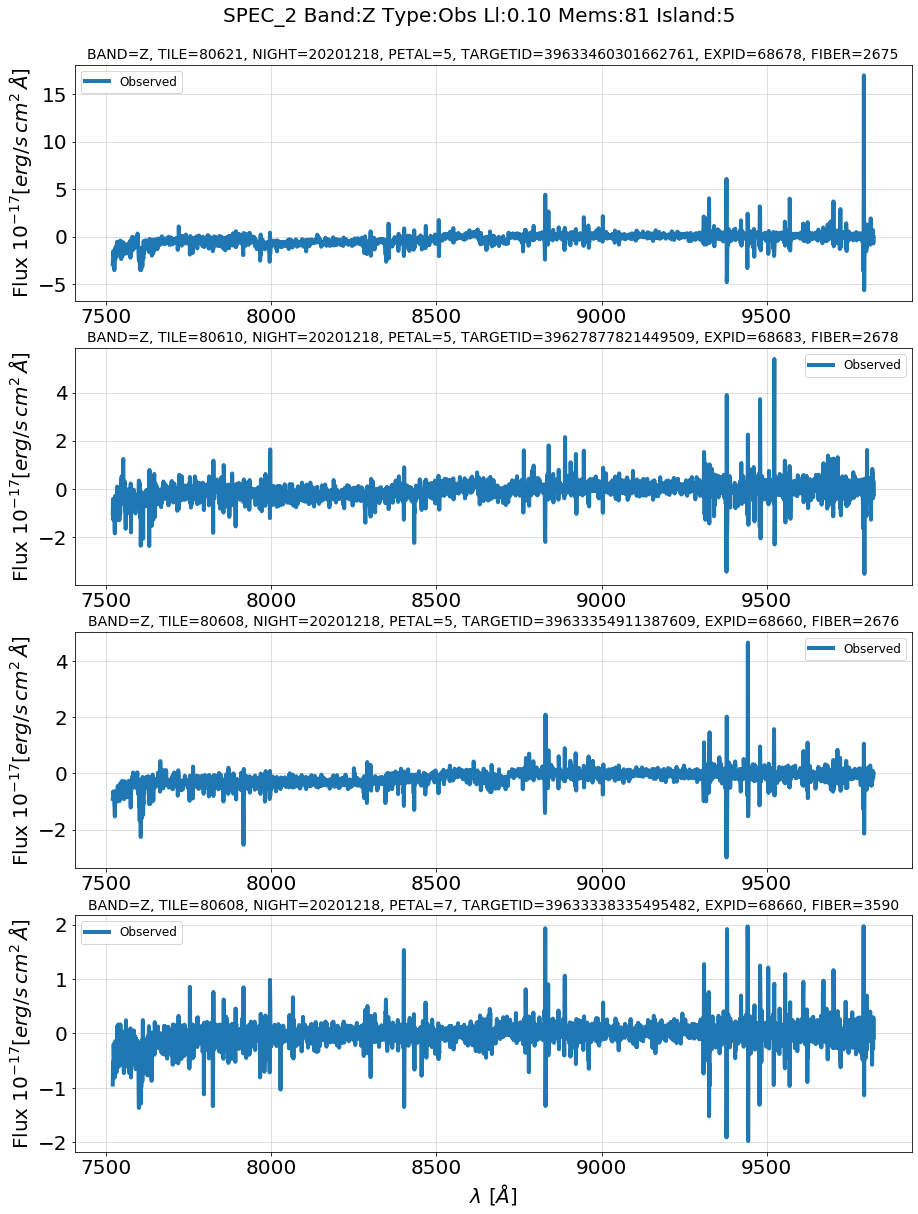 SPEC_2 Band:Z Type:Obs Ll:0.10 Mems:81 Island:5
BAND=Z, TILE=80621, NIGHT=20201218, PETAL=5, TARGETID=39633460301662761, EXPID=68678, FIBER=2675
Observed
Flux 10^{-17}[erg/s cm^2 Å]
15
10
5
0
−5
7500 8000 8500 9000 9500
BAND=Z, TILE=80610, NIGHT=20201218, PETAL=5, TARGETID=39627877821449509, EXPID=68683, FIBER=2678
Observed
Flux 10^{-17}[erg/s cm^2 Å]
4
2
0
−2
7500 8000 8500 9000 9500
BAND=Z, TILE=80608, NIGHT=20201218, PETAL=5, TARGETID=39633354911387609, EXPID=68660, FIBER=2676
Observed
Flux 10^{-17}[erg/s cm^2 Å]
4
2
0
−2
7500 8000 8500 9000 9500
BAND=Z, TILE=80608, NIGHT=20201218, PETAL=7, TARGETID=39633338335495482, EXPID=68660, FIBER=3590
Observed
Flux 10^{-17}[erg/s cm^2 Å]
2
1
0
−1
−2
7500 8000 8500 9000 9500
λ [Å]